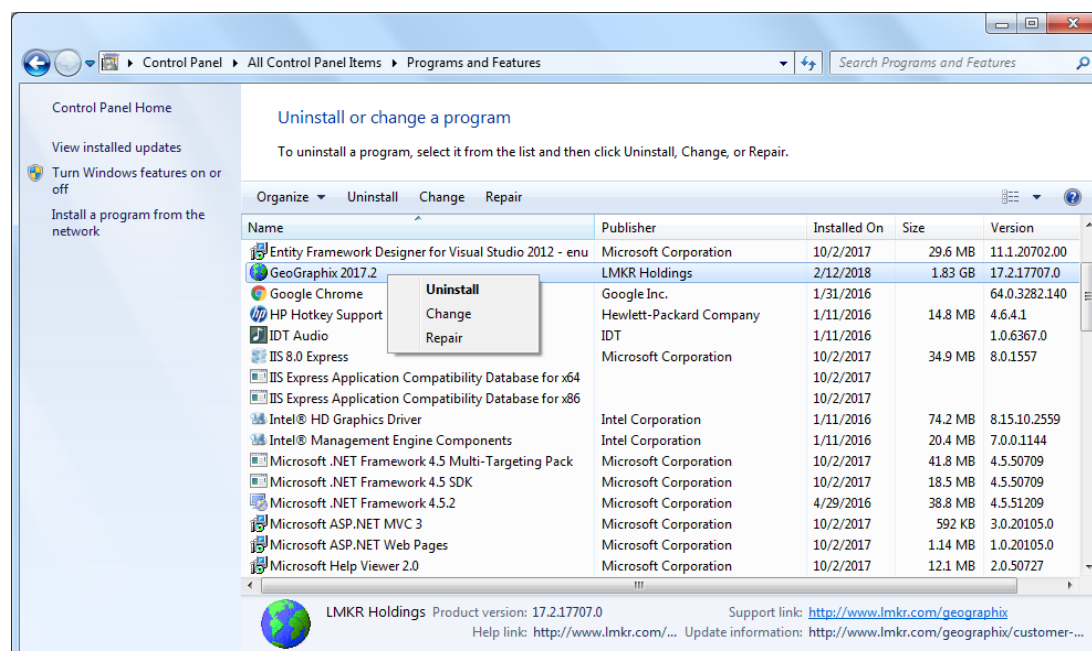 Control Panel All Control Panel Items Programs and Features Search Programs and Features
Control Panel Home
View installed updates
Turn Windows features on or
off
Install a program from the
network
Uninstall or change a program
To uninstall a program, select it from the list and then click Uninstall, Change, or Repair.
Organize Uninstall Change Repair
Name Publisher Installed On Size Version
Entity Framework Designer for Visual Studio 2012 - enu Microsoft Corporation 10/2/2017 29.6 MB 11.1.20702.00
GeoGraphix 2017.2 LMKR Holdings 2/12/2018 1.83 GB 17.2.17707.0
Google Chrome Google Inc. 1/31/2016 64.0.3282.140
HP Hotkey Support Hewlett-Packard Company 1/11/2016 14.8 MB 4.6.4.1
IDT Audio IDT 1/11/2016 1.0.6367.0
IIS 8.0 Express Microsoft Corporation 10/2/2017 34.9 MB 8.0.1557
IIS Express Application Compatibility Database for x64 10/2/2017
IIS Express Application Compatibility Database for x86 10/2/2017
Intel® HD Graphics Driver Intel Corporation 1/11/2016 74.2 MB 8.15.10.2559
Intel® Management Engine Components Intel Corporation 1/11/2016 20.4 MB 7.0.0.1144
Microsoft .NET Framework 4.5 Multi-Targeting Pack Microsoft Corporation 10/2/2017 41.8 MB 4.5.50709
Microsoft .NET Framework 4.5 SDK Microsoft Corporation 10/2/2017 18.5 MB 4.5.50709
Microsoft .NET Framework 4.5.2 Microsoft Corporation 4/29/2016 38.8 MB 4.5.51209
Microsoft ASP.NET MVC 3 Microsoft Corporation 10/2/2017 592 KB 3.0.20105.0
Microsoft ASP.NET Web Pages Microsoft Corporation 10/2/2017 1.14 MB 1.0.20105.0
Microsoft Help Viewer 2.0 Microsoft Corporation 10/2/2017 12.1 MB 2.0.50727
Uninstall
Change
Repair
LMKR Holdings Product version: 17.2.17707.0 Support link: http://www.lmkr.com/geographix
Help link: http://www.lmkr.com/... Update information: http://www.lmkr.com/geographix/customer-...